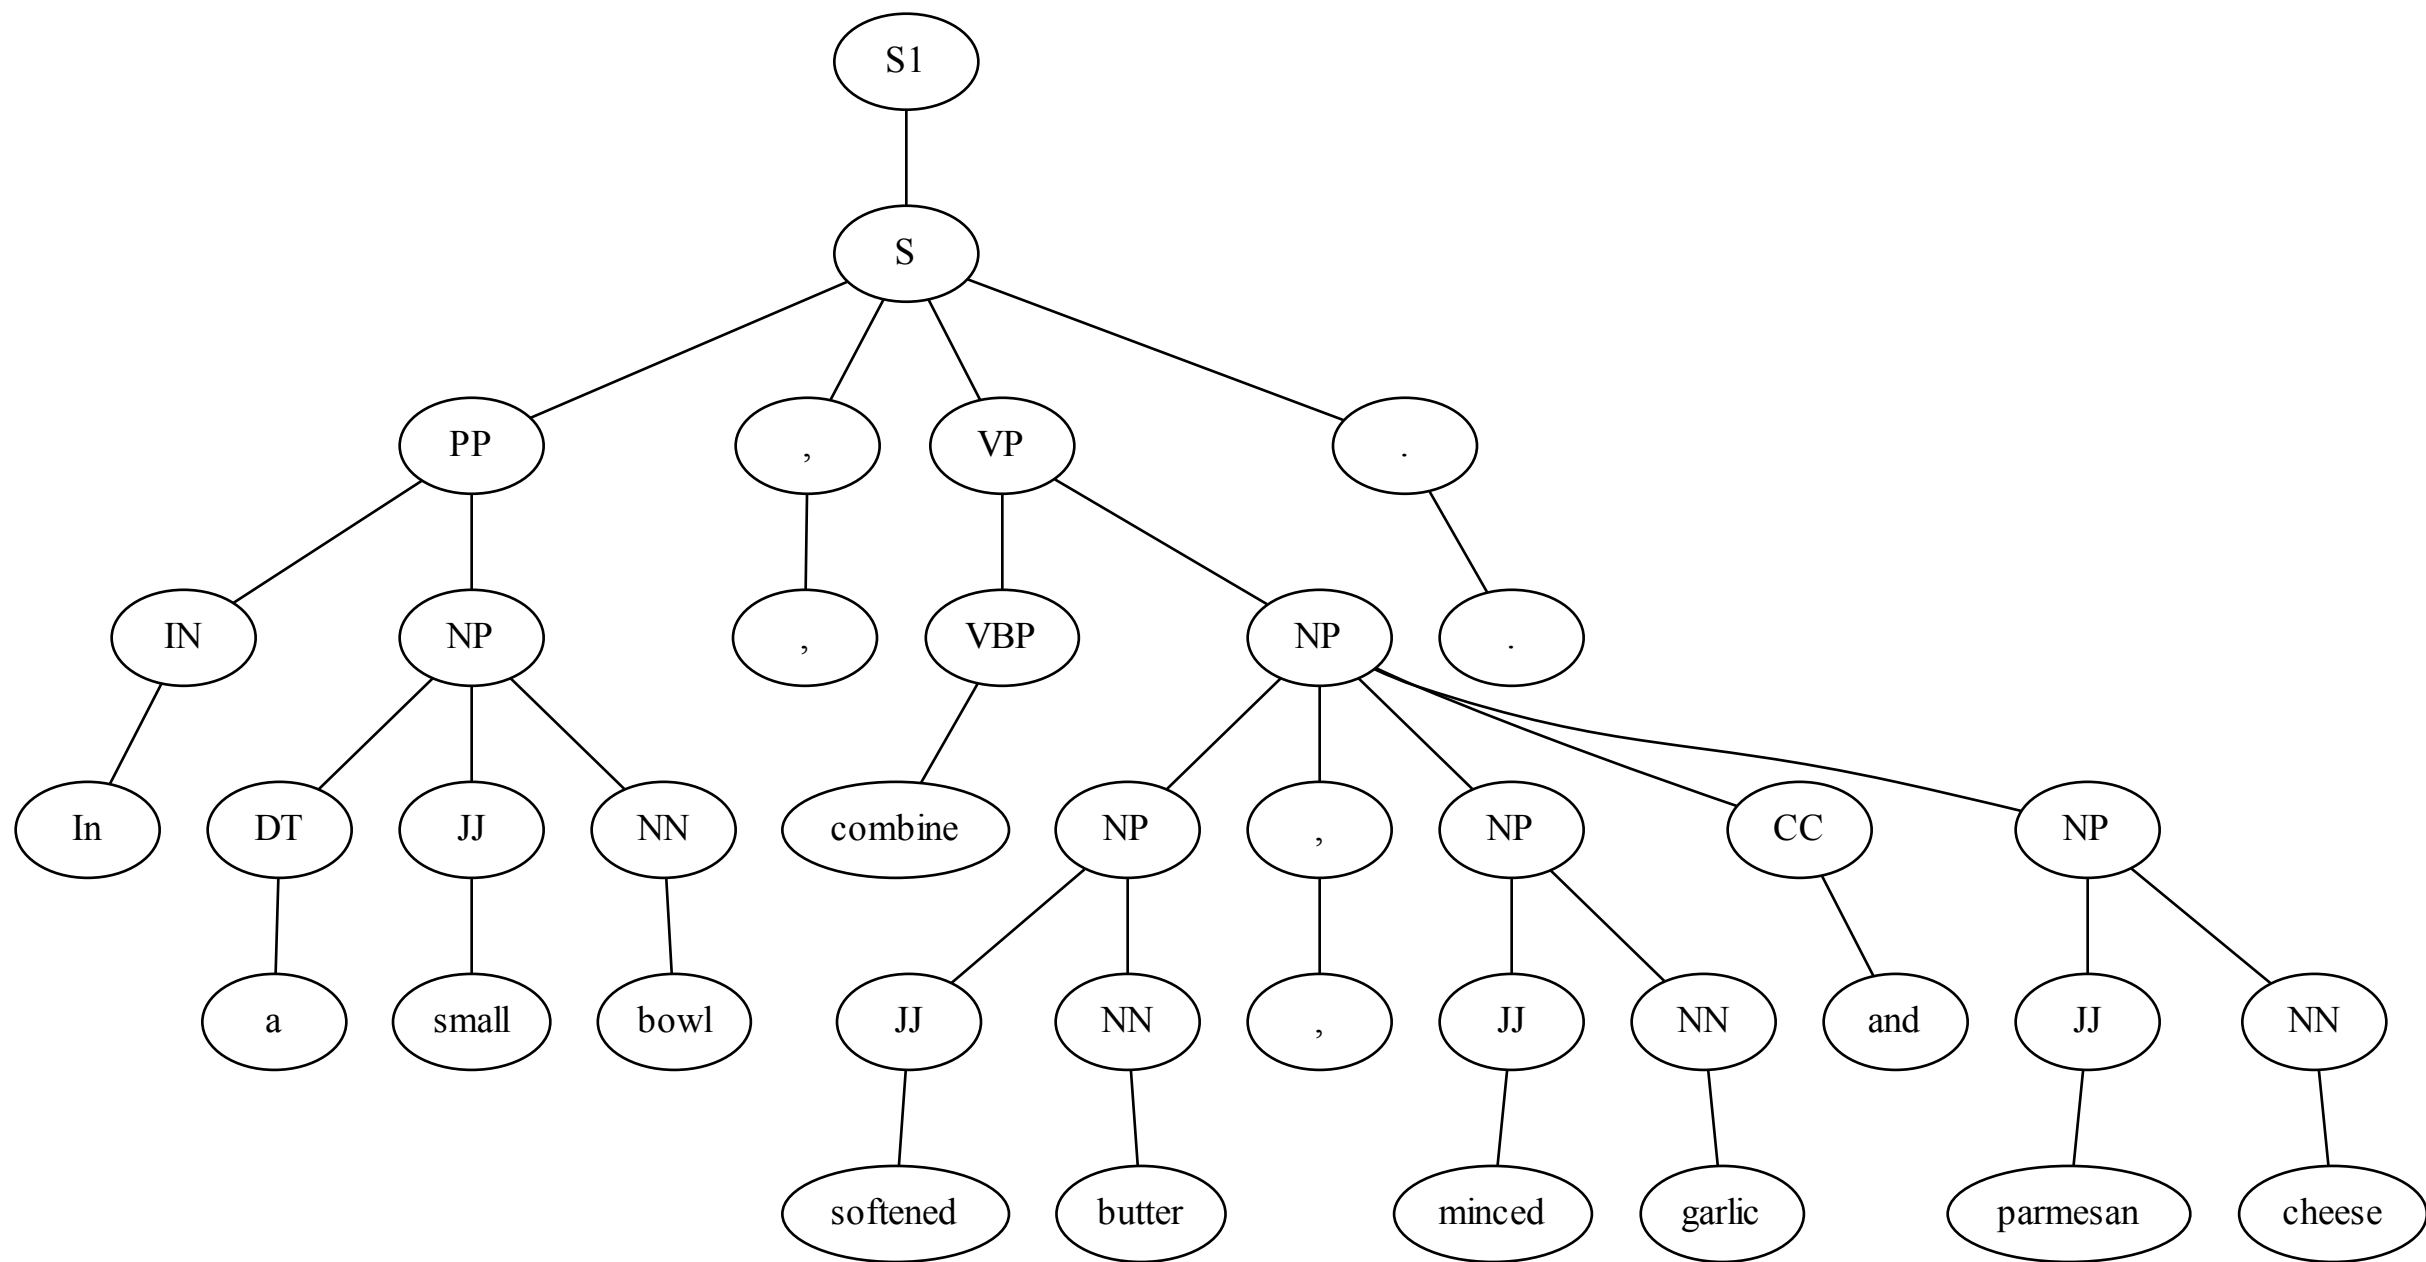 S1
S
PP , VP .
IN NP , VBP NP .
In DT JJ NN combine NP , NP CC NP
a small bowl JJ NN , JJ NN and JJ NN
softened butter minced garlic parmesan cheese